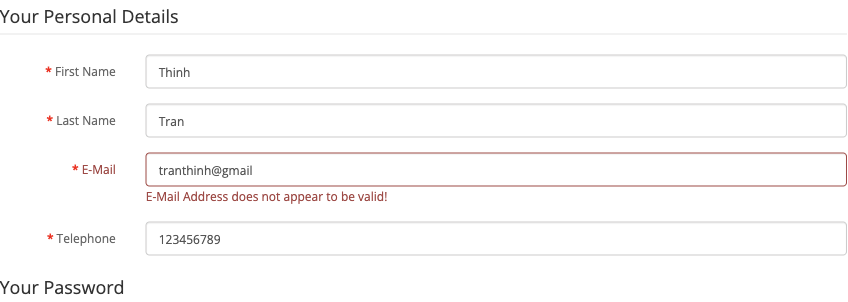 Your Personal Details
* First Name Thinh
* Last Name Tran
* E-Mail tranthinh@gmail
E-Mail Address does not appear to be valid!
* Telephone 123456789
Your Password